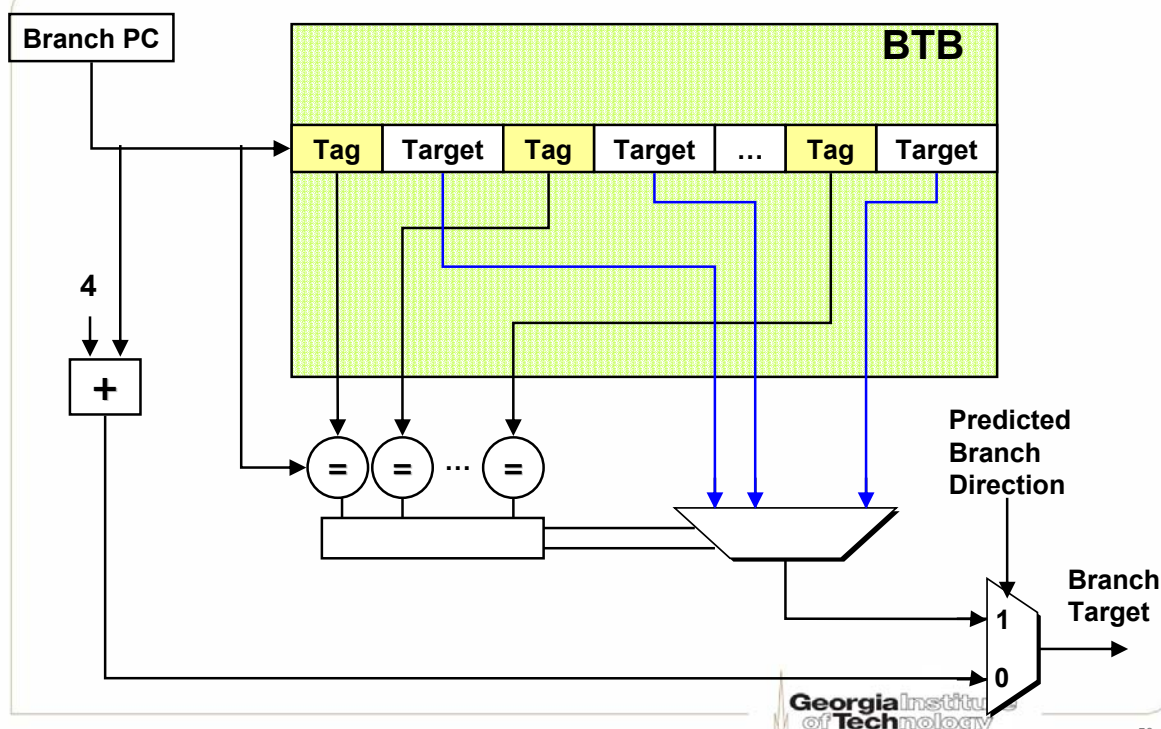 Branch PC
BTB
Tag Target Tag Target ... Tag Target
4
+
= = ... =
Predicted
Branch
Direction
Branch
Target
1
0
Georgia Institute
of Technology